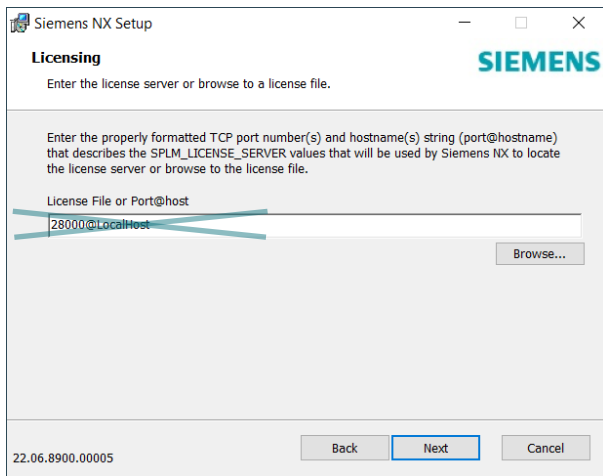 Siemens NX Setup
Licensing
SIEMENS
Enter the license server or browse to a license file.
Enter the properly formatted TCP port number(s) and hostname(s) string (port@hostname)
that describes the SPLM_LICENSE_SERVER values that will be used by Siemens NX to locate
the license server or browse to the license file.
License File or Port@host
28000@LocalHost
Browse...
22.06.8900.00005
Back
Next
Cancel